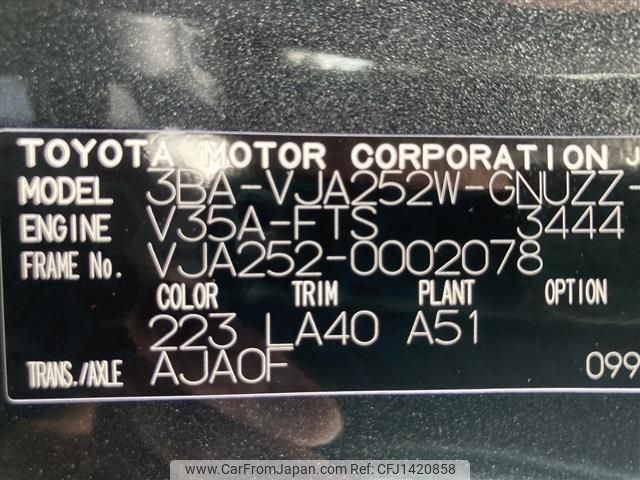 TOYOTA MOTOR CORPORATION J
MODEL 3BA-VJA252W-GNUZZ-
ENGINE V35A-FTS 3444
FRAME No. VJA252-0002078
COLOR TRIM PLANT OPTION
223 LA40 A51
TRANS./AXLE AJA0F 099
www.CarFromJapan.com | Ref. No: CFJ1420858